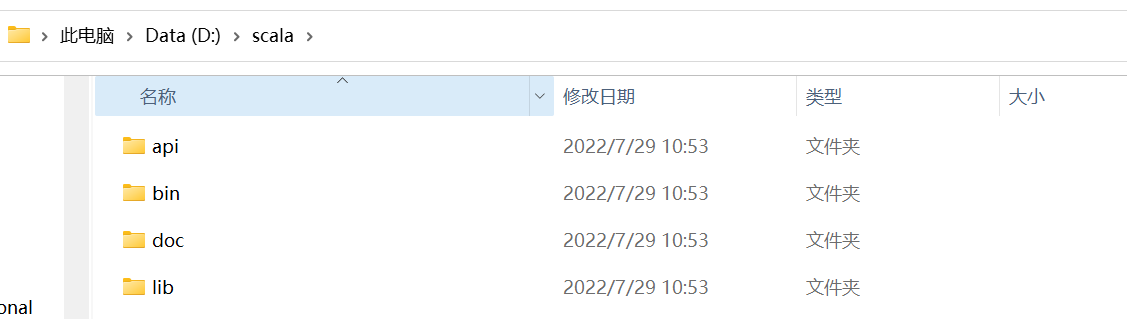 此电脑 Data (D:) scala
名称 修改日期 类型 大小
api 2022/7/29 10:53 文件夹
bin 2022/7/29 10:53 文件夹
doc 2022/7/29 10:53 文件夹
lib 2022/7/29 10:53 文件夹
onal